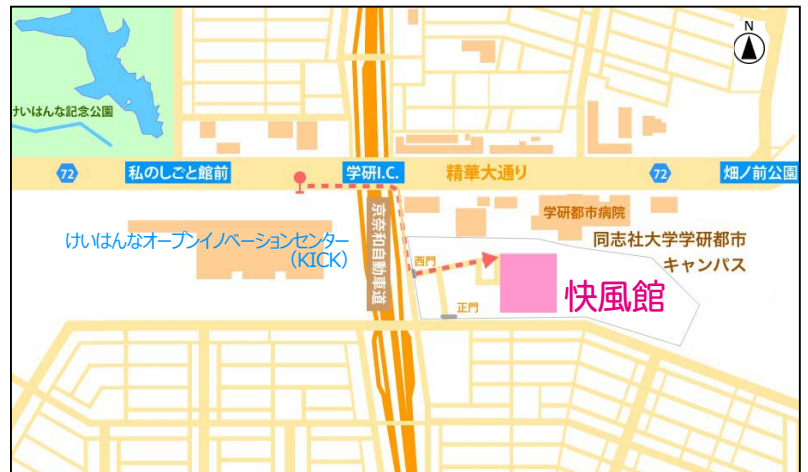 N
けいはんな記念公園
72
私のしごと館前
学研I.C.
精華大通り
72
畑ノ前公園
京奈和自動車道
学研都市病院
けいはんなオープンイノベーションセンター
（KICK）
同志社大学学研都市
キャンパス
西門
快風館
正門